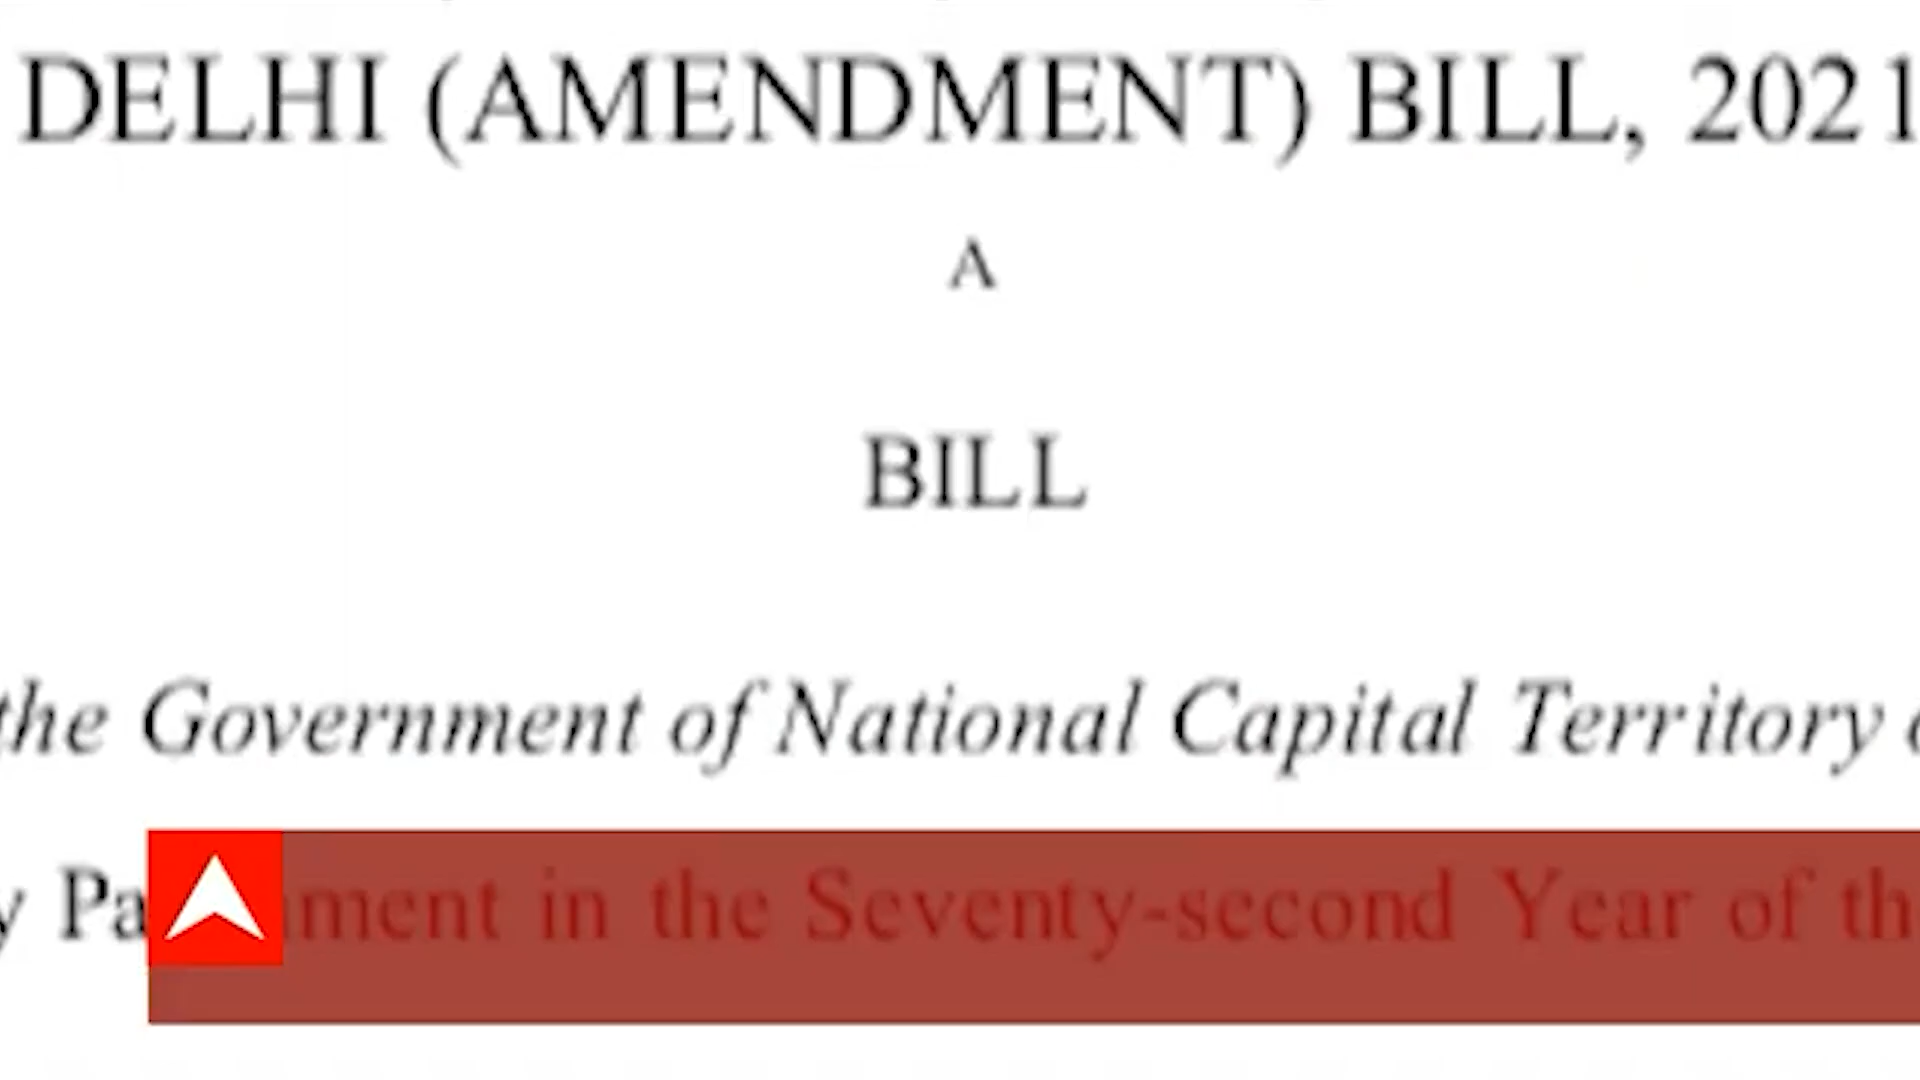 DELHI (AMENDMENT) BILL, 2021
A
BILL
the Government of National Capital Territory
ment in the Seventy-second Year of th